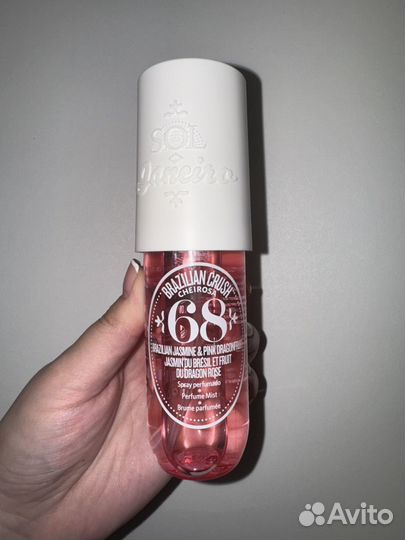 SOL
de
Janeiro
BRAZILIAN CRUSH
CHEIROSA
68
BRAZILIAN JASMINE & PINK DRAGONFRUIT
JASMIN DU BRÉSIL ET FRUIT
DU DRAGON ROSE
Spray perfumado
Perfume Mist
Brume parfumée
Avito